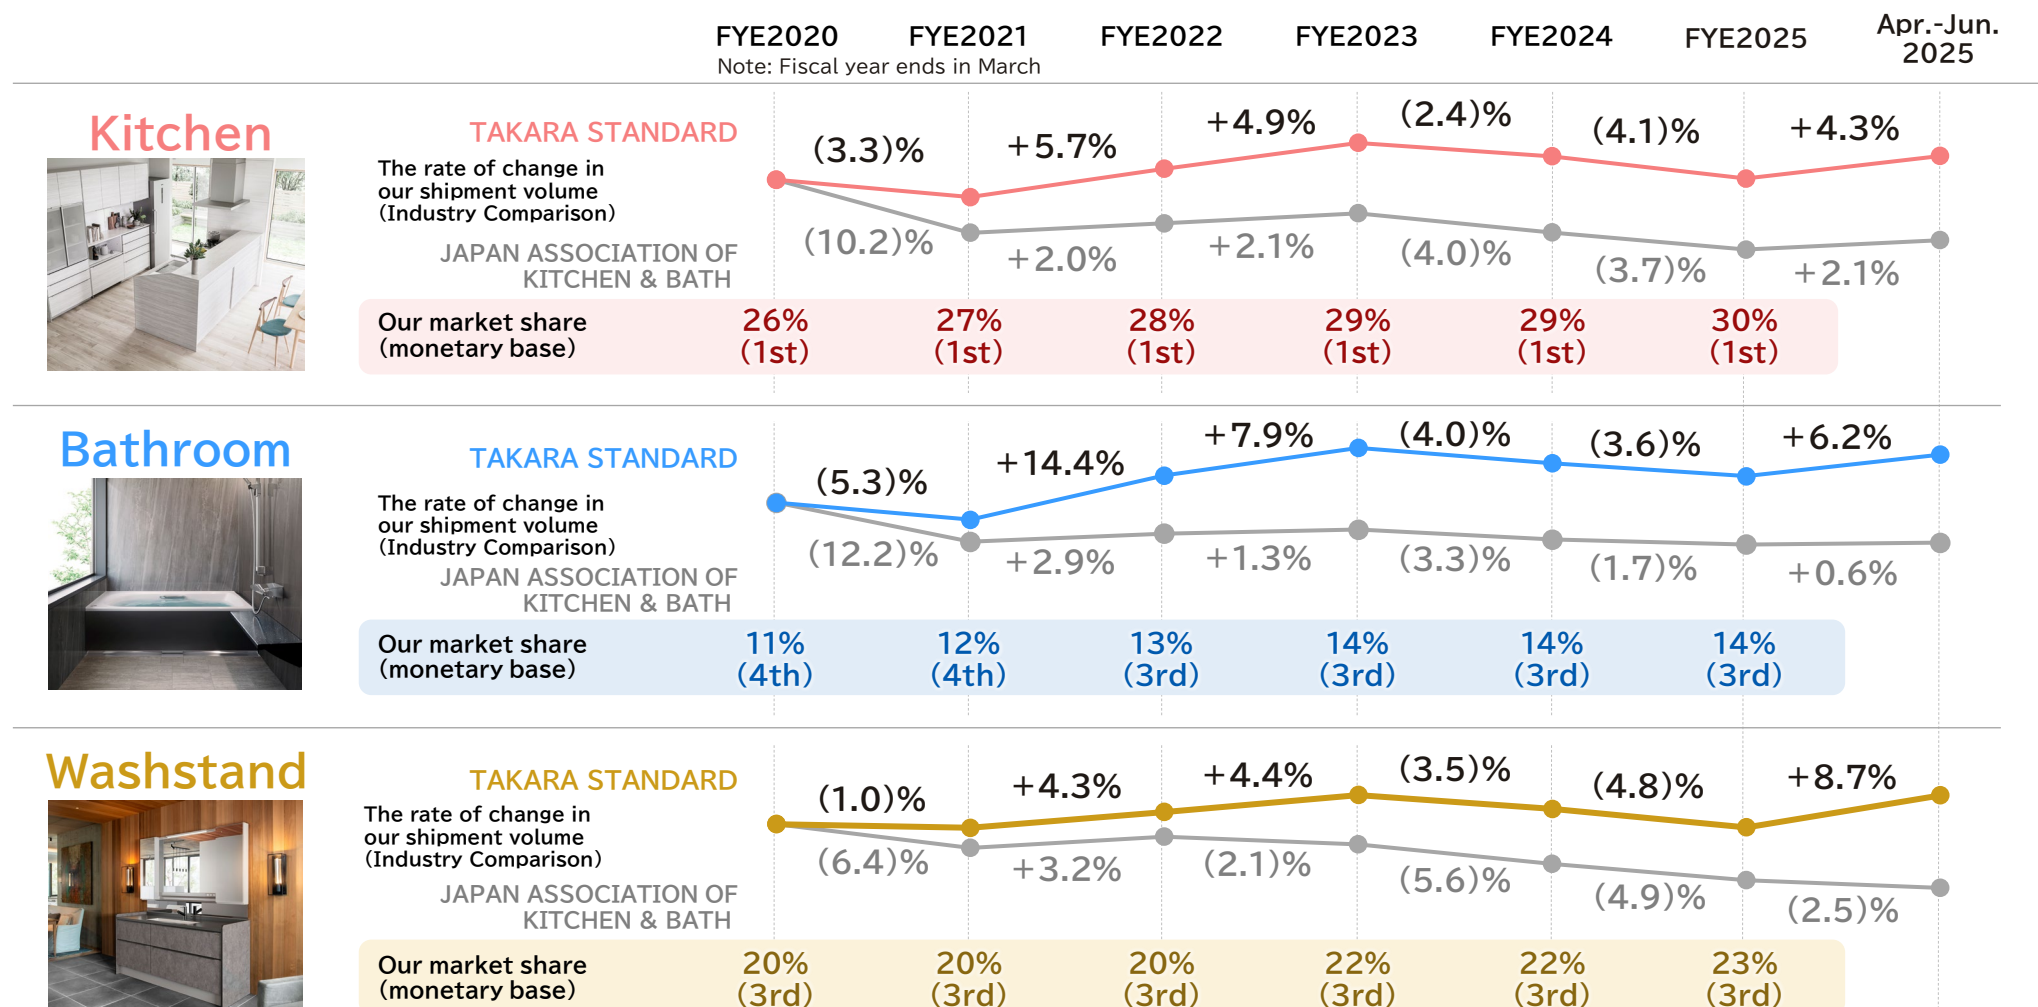 FYE2020 FYE2021 FYE2022 FYE2023 FYE2024 FYE2025 Apr.-Jun. 2025
Note: Fiscal year ends in March
Kitchen
TAKARA STANDARD
(3.3)% +5.7% +4.9% (2.4)% (4.1)% +4.3%
The rate of change in
our shipment volume
(Industry Comparison)
JAPAN ASSOCIATION OF
KITCHEN & BATH
(10.2)% +2.0% +2.1% (4.0)% (3.7)% +2.1%
Our market share
(monetary base)
26% 27% 28% 29% 29% 30%
(1st) (1st) (1st) (1st) (1st) (1st)
Bathroom
TAKARA STANDARD
(5.3)% +14.4% +7.9% (4.0)% (3.6)% +6.2%
The rate of change in
our shipment volume
(Industry Comparison)
JAPAN ASSOCIATION OF
KITCHEN & BATH
(12.2)% +2.9% +1.3% (3.3)% (1.7)% +0.6%
Our market share
(monetary base)
11% 12% 13% 14% 14% 14%
(4th) (4th) (3rd) (3rd) (3rd) (3rd)
Washstand
TAKARA STANDARD
(1.0)% +4.3% +4.4% (3.5)% (4.8)% +8.7%
The rate of change in
our shipment volume
(Industry Comparison)
JAPAN ASSOCIATION OF
KITCHEN & BATH
(6.4)% +3.2% (2.1)% (5.6)% (4.9)% (2.5)%
Our market share
(monetary base)
20% 20% 20% 22% 22% 23%
(3rd) (3rd) (3rd) (3rd) (3rd) (3rd)